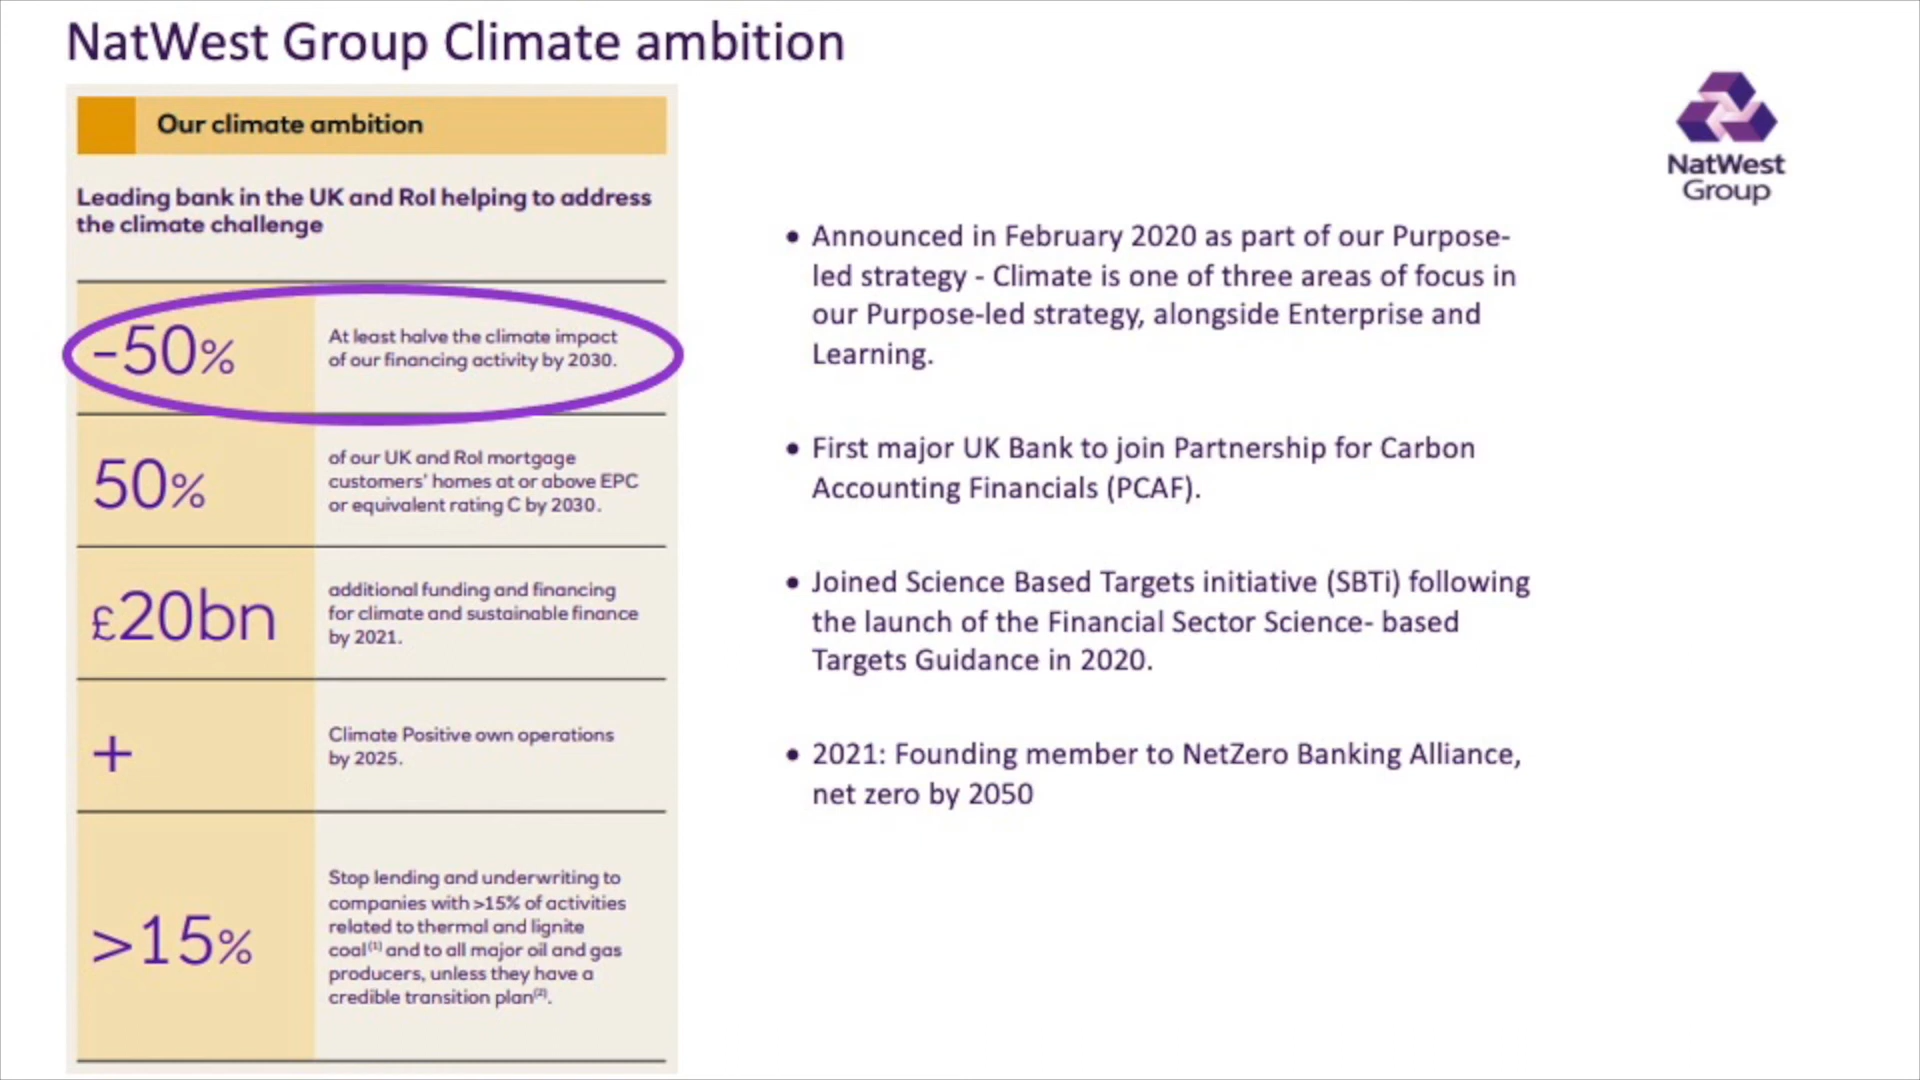 NatWest Group Climate ambition
Our climate ambition
Leading bank in the UK and RoI helping to address
the climate challenge
-50%
At least halve the climate impact
of our financing activity by 2030.
50%
of our UK and RoI mortgage
customers' homes at or above EPC
or equivalent rating C by 2030.
£20bn
additional funding and financing
for climate and sustainable finance
by 2021.
+
Climate Positive own operations
by 2025.
>15%
Stop lending and underwriting to
companies with >15% of activities
related to thermal and lignite
coal(1) and to all major oil and gas
producers, unless they have a
credible transition plan(2).
NatWest
Group
• Announced in February 2020 as part of our Purpose-
led strategy - Climate is one of three areas of focus in
our Purpose-led strategy, alongside Enterprise and
Learning.
• First major UK Bank to join Partnership for Carbon
Accounting Financials (PCAF).
• Joined Science Based Targets initiative (SBTi) following
the launch of the Financial Sector Science- based
Targets Guidance in 2020.
• 2021: Founding member to NetZero Banking Alliance,
net zero by 2050